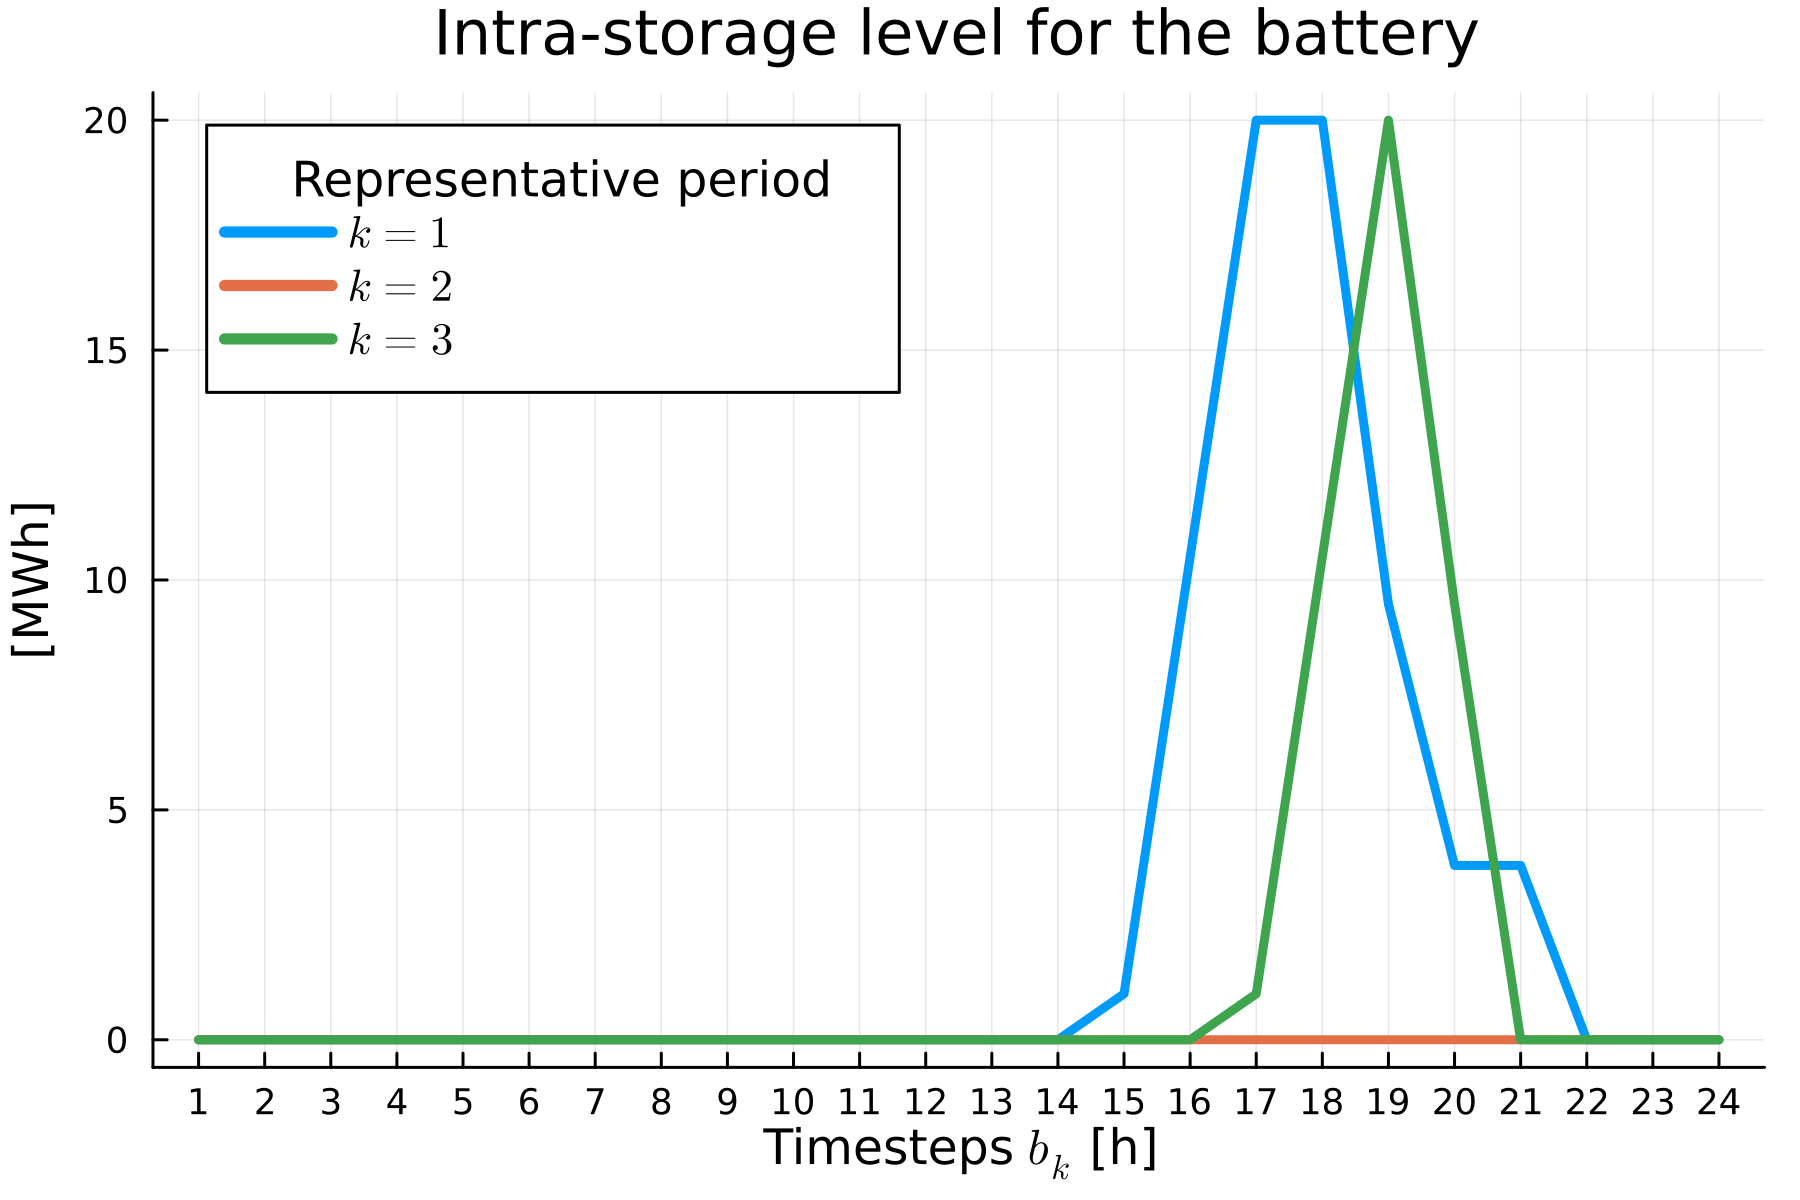 Intra-storage level for the battery
20
Representative period
k = 1
k = 2
k = 3
15
10
5
0
[MWh]
1 2 3 4 5 6 7 8 9 10 11 12 13 14 15 16 17 18 19 20 21 22 23 24
Timesteps b_k [h]